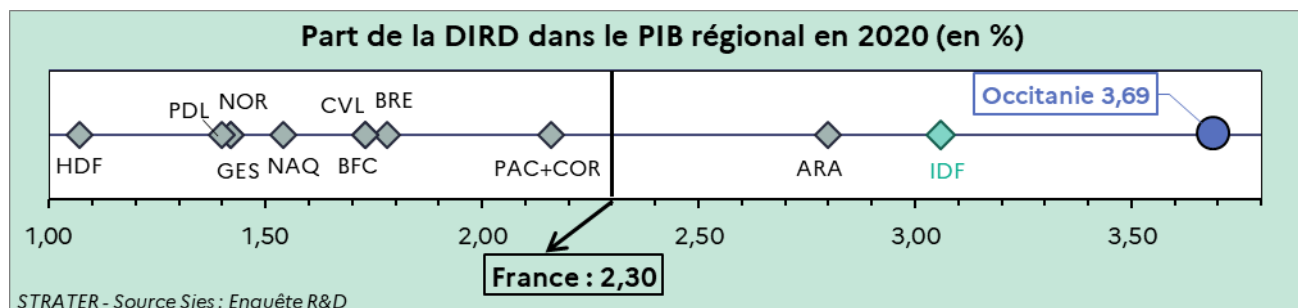 Part de la DIRD dans le PIB régional en 2020 (en %)
Occitanie 3,69
PDL NOR CVL BRE
HDF GES NAQ BFC PAC+COR ARA IDF
1,00 1,50 2,00 2,50 3,00 3,50
France : 2,30
STRATER - Source Sies : Enquête R&D